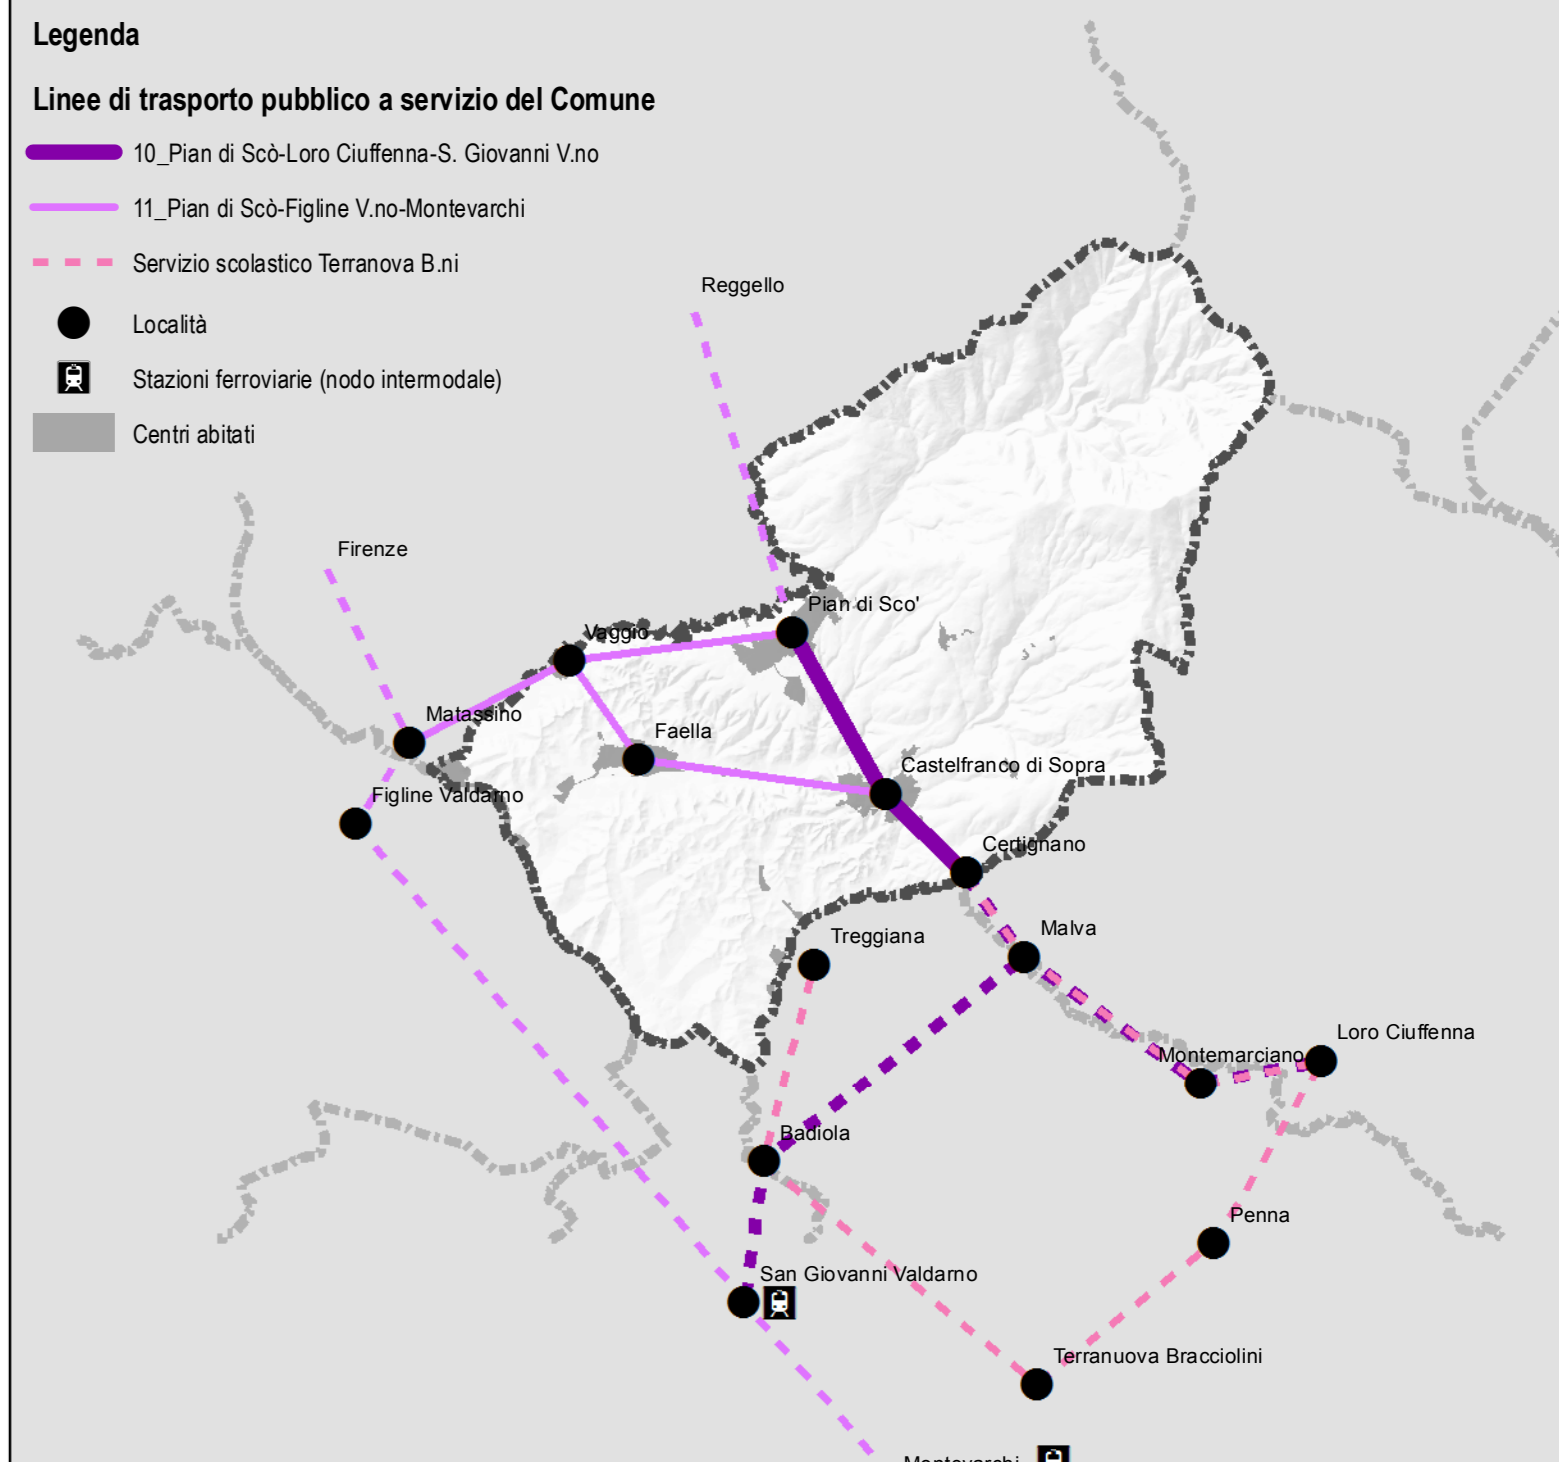 Legenda
Linee di trasporto pubblico a servizio del Comune
10_Pian di Scò-Loro Ciuffenna-S. Giovanni V.no
11_Pian di Scò-Figline V.no-Montevarchi
Servizio scolastico Terranova B.ni
Località
Stazioni ferroviarie (nodo intermodale)
Centri abitati
Reggello
Firenze
Pian di Sco'
Vaggio
Matassino
Faella
Castelfranco di Sopra
Figline Valdarno
Certignano
Malva
Treggiana
Loro Ciuffenna
Montemarciano
Badiola
Penna
San Giovanni Valdarno
Terranuova Bracciolini
Montevarchi